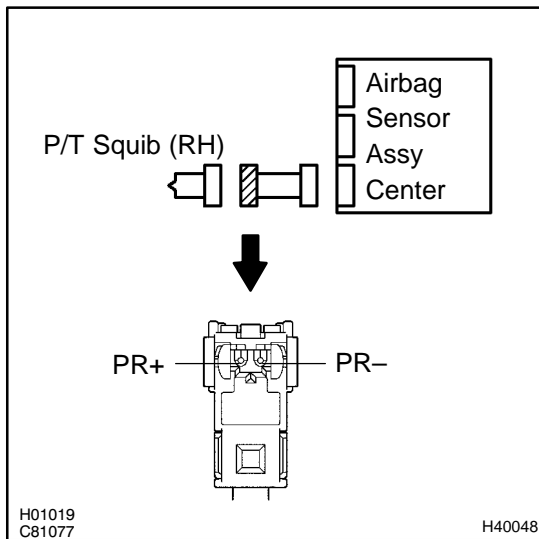 Airbag
Sensor
Assy
Center
P/T Squib (RH)
PR+
PR–
H01019
C81077
H40048